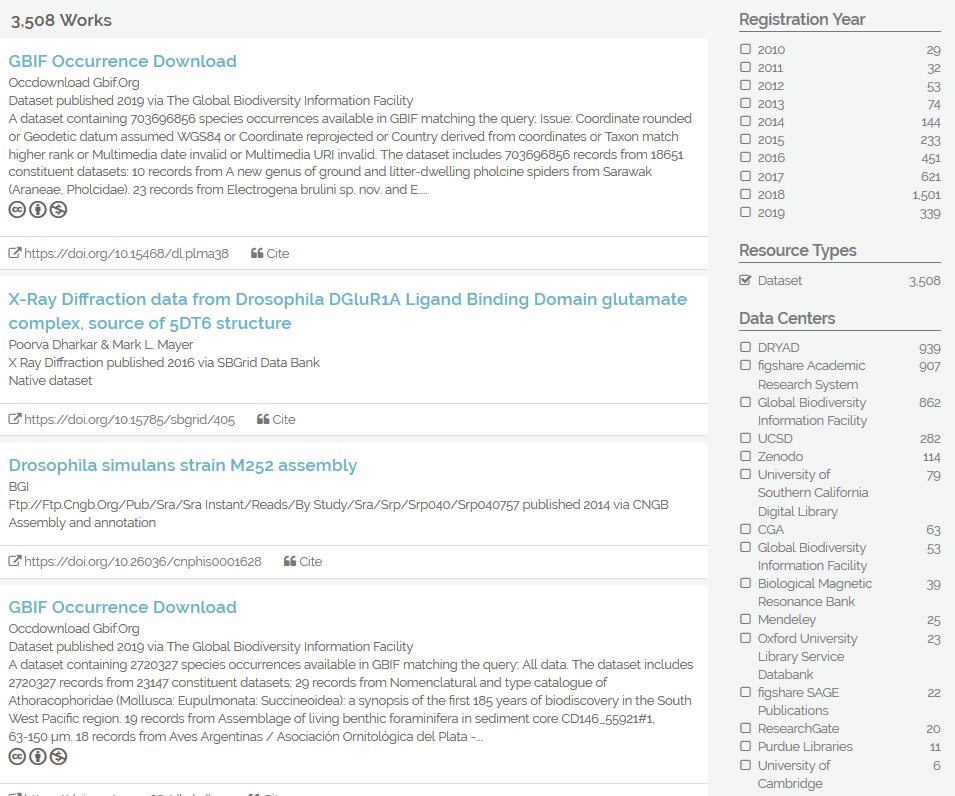 3,508 Works
GBIF Occurrence Download
Occdownload Gbif.Org
Dataset published 2019 via The Global Biodiversity Information Facility
A dataset containing 703696856 species occurrences available in GBIF matching the query: Issue: Coordinate rounded
or Geodetic datum assumed WGS84 or Coordinate reprojected or Country derived from coordinates or Taxon match
higher rank or Multimedia date invalid or Multimedia URI invalid. The dataset includes 703696856 records from 18651
constituent datasets: 10 records from A new genus of ground and litter-dwelling pholcine spiders from Sarawak
(Araneae, Pholcidae). 23 records from Electrogena brulini sp. nov. and E....
https://doi.org/10.15468/dl.plma38 Cite
X-Ray Diffraction data from Drosophila DGluR1A Ligand Binding Domain glutamate
complex, source of 5DT6 structure
Poorva Dharkar & Mark L. Mayer
X Ray Diffraction published 2016 via SBGrid Data Bank
Native dataset
https://doi.org/10.15785/sbgrid/405 Cite
Drosophila simulans strain M252 assembly
BGI
Ftp://Ftp.Cngb.Org/Pub/Sra/Sra Instant/Reads/By Study/Sra/Srp/Srp040/Srp040757 published 2014 via CNGB
Assembly and annotation
https://doi.org/10.26036/cnphis0001628 Cite
GBIF Occurrence Download
Occdownload Gbif.Org
Dataset published 2019 via The Global Biodiversity Information Facility
A dataset containing 2720327 species occurrences available in GBIF matching the query: All data. The dataset includes
2720327 records from 23147 constituent datasets: 29 records from Nomenclatural and type catalogue of
Athoracophoridae (Mollusca: Eupulmonata: Succineoidea): a synopsis of the first 185 years of biodiscovery in the South
West Pacific region. 19 records from Assemblage of living benthic foraminifera in sediment core CD146_55921#1,
63-150 µm. 18 records from Aves Argentinas / Asociación Ornitológica del Plata -...
Registration Year
2010 29
2011 32
2012 53
2013 74
2014 144
2015 233
2016 451
2017 621
2018 1,501
2019 339
Resource Types
Dataset 3,508
Data Centers
DRYAD 939
figshare Academic 907
Research System
Global Biodiversity 862
Information Facility
UCSD 282
Zenodo 114
University of 79
Southern California
Digital Library
CGA 63
Global Biodiversity 53
Information Facility
Biological Magnetic 39
Resonance Bank
Mendeley 25
Oxford University 23
Library Service
Databank
figshare SAGE 22
Publications
ResearchGate 20
Purdue Libraries 11
University of 6
Cambridge